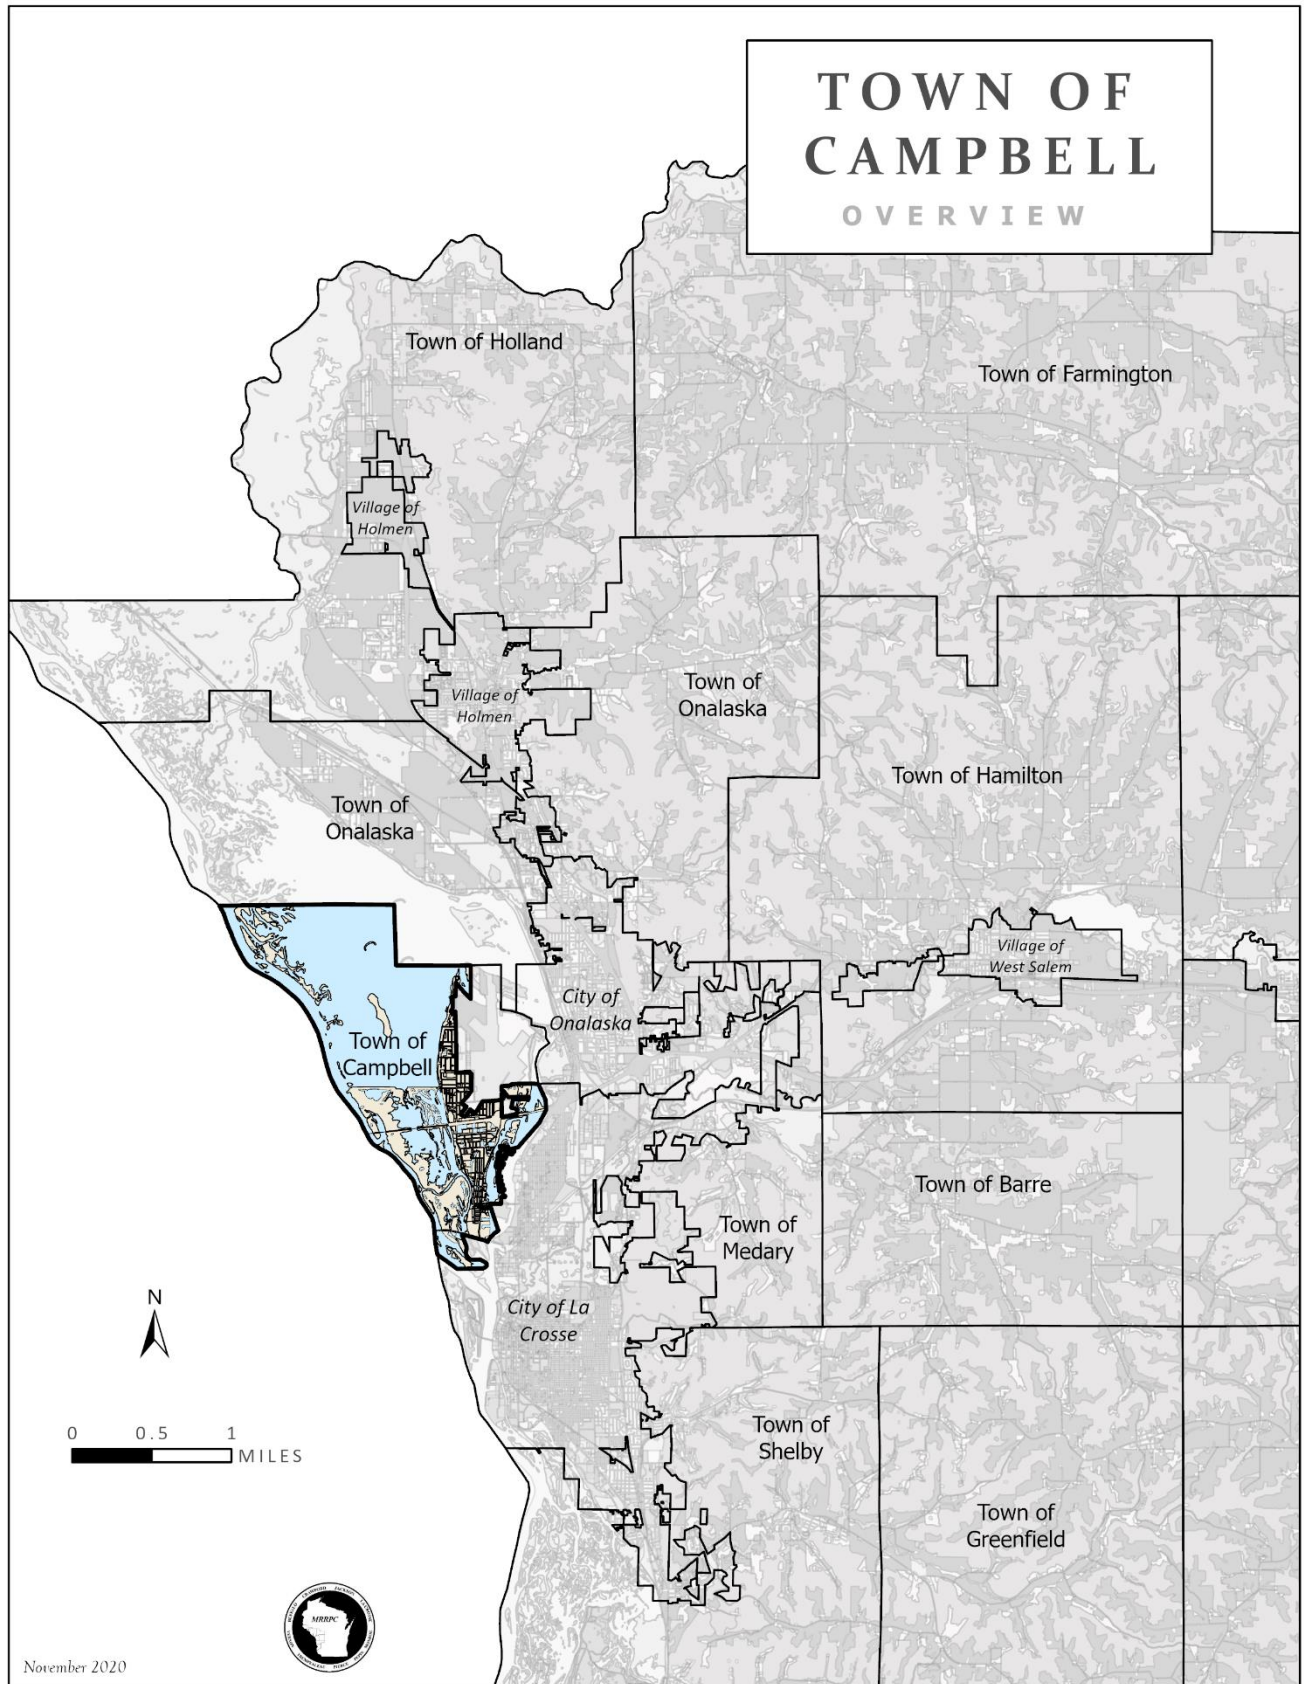 TOWN OF
CAMPBELL
OVERVIEW
Town of Holland
Town of Farmington
Village of
Holmen
Village of
Holmen
Town of
Onalaska
Town of Hamilton
Town of
Onalaska
Village of
West Salem
City of
Onalaska
Town of
Campbell
Town of Barre
Town of
Medary
N
City of La
Crosse
0 0.5 1
MILES
Town of
Shelby
Town of
Greenfield
MRRPC
November 2020